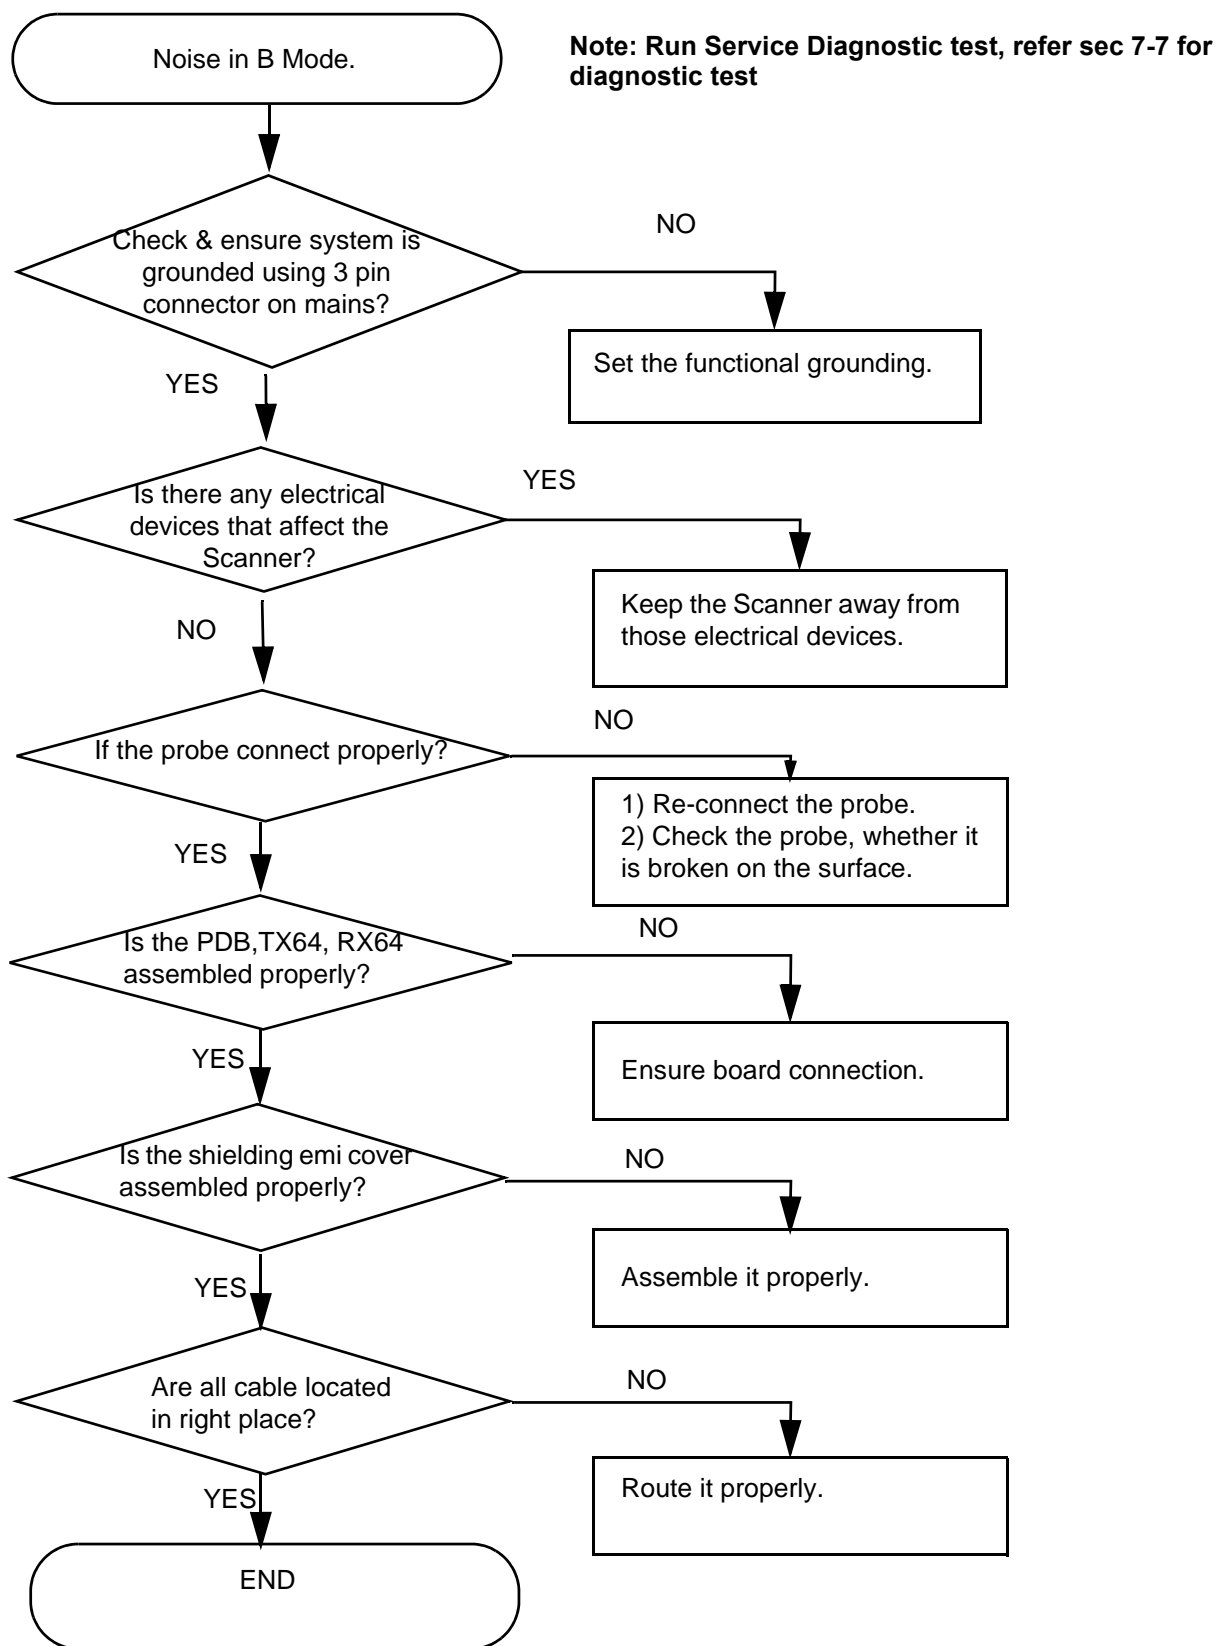 Noise in B Mode.
Note: Run Service Diagnostic test, refer sec 7-7 for
diagnostic test
Check & ensure system is
grounded using 3 pin
connector on mains?
NO
Set the functional grounding.
YES
Is there any electrical
devices that affect the
Scanner?
YES
Keep the Scanner away from
those electrical devices.
NO
If the probe connect properly?
NO
1) Re-connect the probe.
2) Check the probe, whether it
is broken on the surface.
YES
Is the PDB,TX64, RX64
assembled properly?
NO
Ensure board connection.
YES
Is the shielding emi cover
assembled properly?
NO
Assemble it properly.
YES
Are all cable located
in right place?
NO
Route it properly.
YES
END